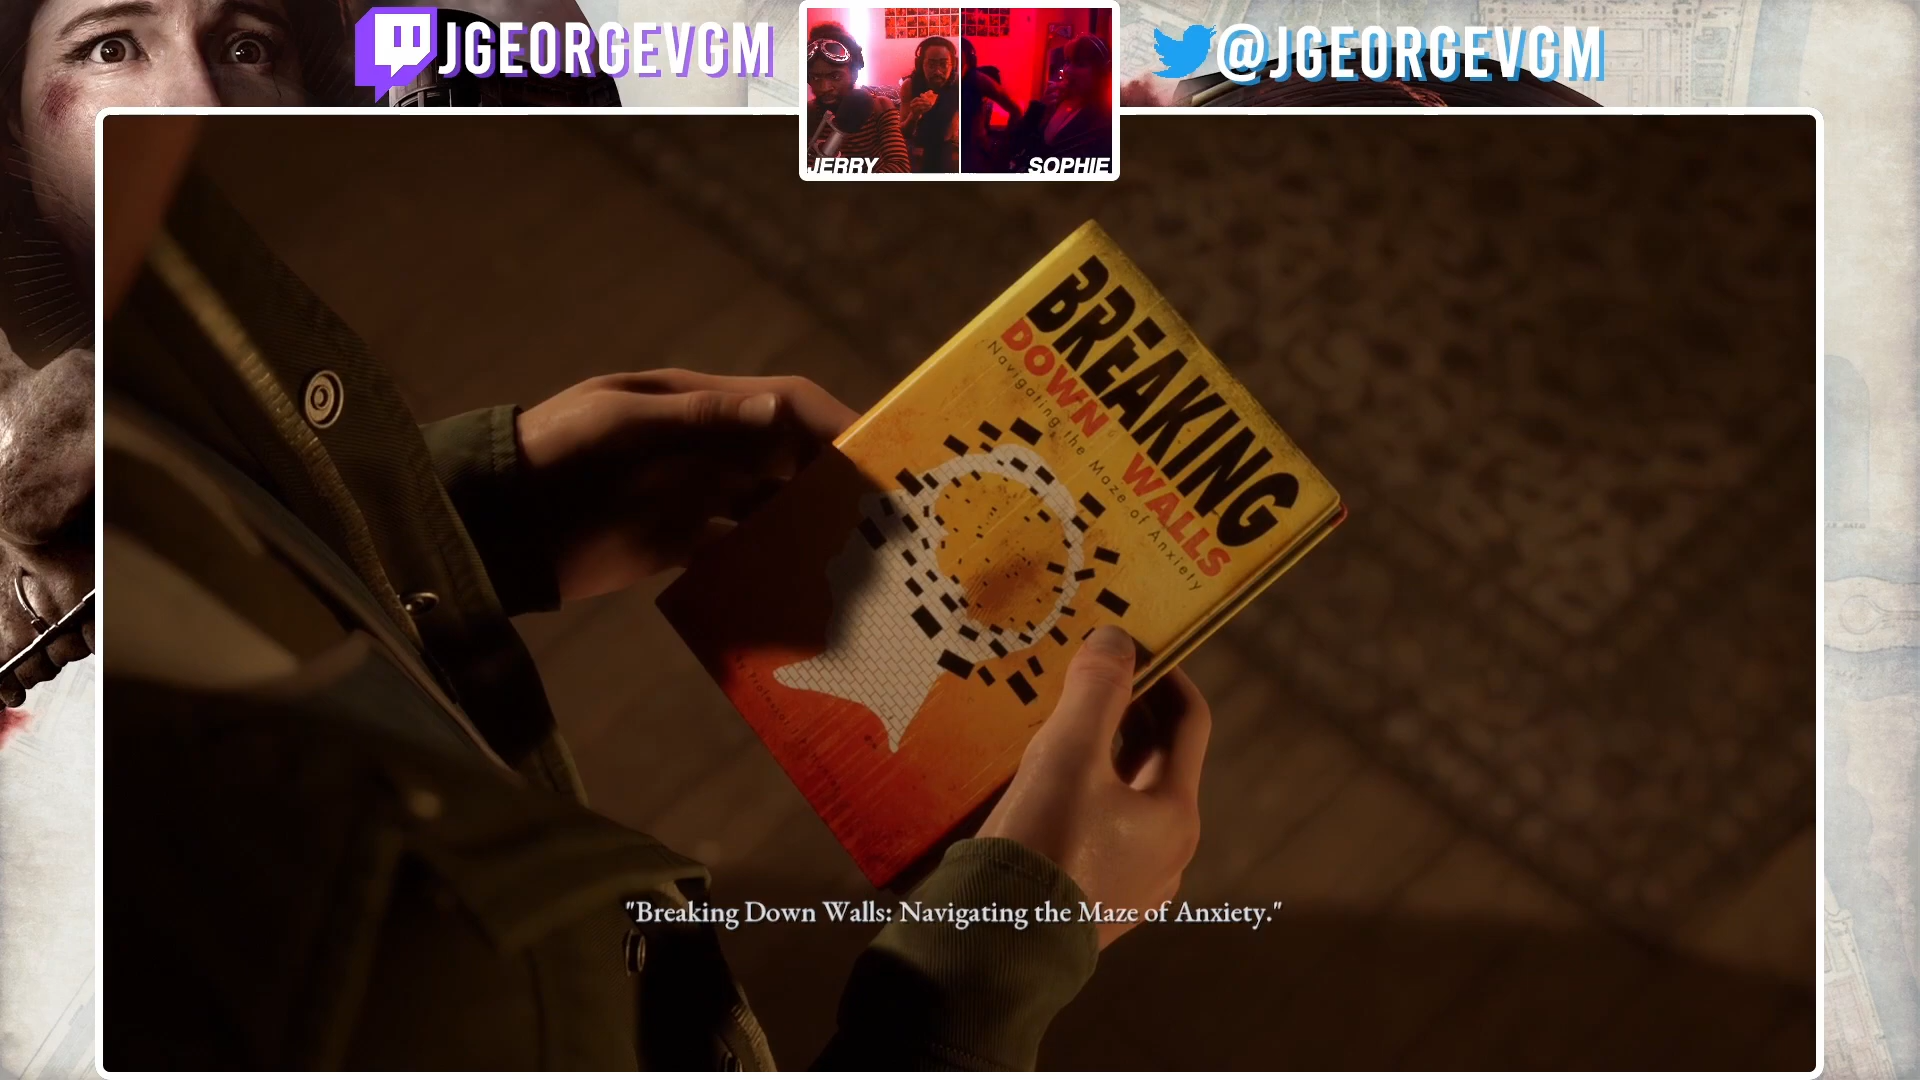 JGEORGEVGM
@JGEORGEVGM
JERRY
SOPHIE
BREAKING
DOWN WALLS
Navigating the Maze of Anxiety
"Breaking Down Walls: Navigating the Maze of Anxiety."